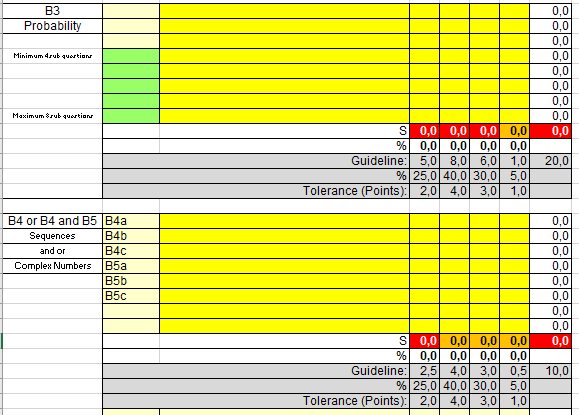 B3 0,0
Probability 0,0
0,0
Minimum 4 sub questions 0,0
0,0
0,0
0,0
Maximum 8 sub questions 0,0
S 0,0 0,0 0,0 0,0 0,0
% 0,0 0,0 0,0 0,0
Guideline: 5,0 8,0 6,0 1,0 20,0
% 25,0 40,0 30,0 5,0
Tolerance (Points): 2,0 4,0 3,0 1,0
B4 or B4 and B5 B4a 0,0
Sequences B4b 0,0
and or B4c 0,0
Complex Numbers B5a 0,0
B5b 0,0
B5c 0,0
0,0
0,0
S 0,0 0,0 0,0 0,0 0,0
% 0,0 0,0 0,0 0,0
Guideline: 2,5 4,0 3,0 0,5 10,0
% 25,0 40,0 30,0 5,0
Tolerance (Points): 2,0 4,0 3,0 1,0